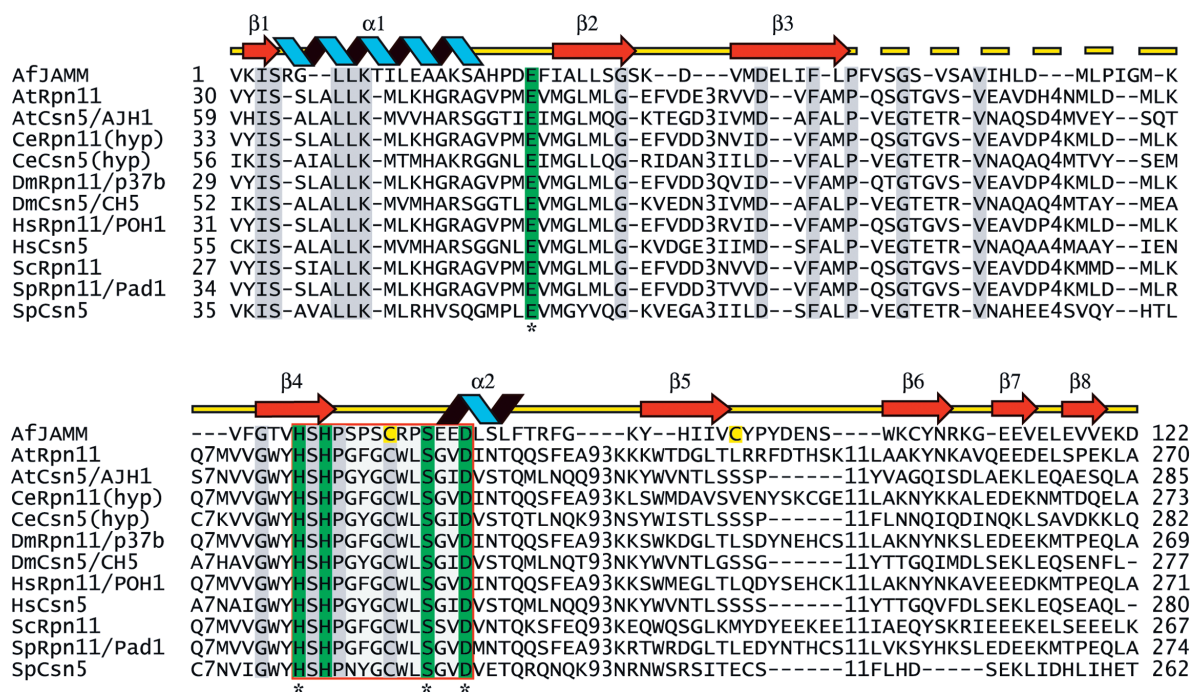 β1 α1 β2 β3
AfJAMM 1 VKISRG--LLKTILEAAKSAHPDEFIALLSGSK--D---VMDELIF-LPFVSGS-VSAVIHLD---MLPIGM-K
AtRpn11 30 VYIS-SLALLK-MLKHGRAGVPMEVMGLMLG-EFVDE3RVVD--VFAMP-QSGTGVS-VEAVDH4NMLD---MLK
AtCsn5/AJH1 59 VHIS-ALALLK-MVVHARSGGTIEIMGLMQG-KTEGD3IVMD--AFALP-VEGTETR-VNAQSD4MVEY---SQT
CeRpn11(hyp) 33 VYIS-SLALLK-MLKHGRAGVPMEVMGLMLG-EFVDD3NVID--VFAMP-QSGTGVS-VEAVDP4KMLD---MLK
CeCsn5(hyp) 56 IKIS-AIALLK-MTMHAKRGGNLEIMGLLQG-RIDAN3IILD--VFALP-VEGTETR-VNAQAQ4MTVY---SEM
DmRpn11/p37b 29 VYIS-SLALLK-MLKHGRAGVPMEVMGLMLG-EFVDD3QVID--VFAMP-QTGTGVS-VEAVDP4KMLD---MLK
DmCsn5/CH5 52 IKIS-ALALLK-MVMHARSGGTLEVMGLMLG-KVEDN3IVMD--AFALP-VEGTETR-VNAQAQ4MTAY---MEA
HsRpn11/POH1 31 VYIS-SLALLK-MLKHGRAGVPMEVMGLMLG-EFVDD3RVID--VFAMP-QSGTGVS-VEAVDP4KMLD---MLK
HsCsn5 55 CKIS-ALALLK-MVMHARSGGNLEVMGLMLG-KVDGE3IIMD--SFALP-VEGTETR-VNAQAA4MAAY---IEN
ScRpn11 27 VYIS-SIALLK-MLKHGRAGVPMEVMGLMLG-EFVDD3NVVD--VFAMP-QSGTGVS-VEAVDD4KMMD---MLK
SpRpn11/Pad1 34 VYIS-SLALLK-MLKHGRAGVPMEVMGLMLG-EFVDD3TVVD--VFAMP-QSGTGVS-VEAVDP4KMLD---MLR
SpCsn5 35 VKIS-AVALLK-MLRHVSQGMPLEVMGYVQG-KVEGA3IILD--SFALP-VEGTETR-VNAHEE4SVQY---HTL
*
β4 α2 β5 β6 β7 β8
AfJAMM ---VFGTVHSHPSPSCRPSEEDLSLFTRFG----KY--HIIVCYPYDENS----WKCYNRKG-EEVELEVVEKD 122
AtRpn11 Q7MVVGWYHSHPGFGCWLSGVDINTQQSFEA93KKKWTDGLTLRRFDTHSK11LAAKYNKAVQEEDELSPEKLA 270
AtCsn5/AJH1 S7NVVGWYHSHPGYGCWLSGIDVSTQMLNQQ93NKYWVNTLSSSP------11YVAGQISDLAEKLEQAESQLA 285
CeRpn11(hyp) Q7MVVGWYHSHPGFGCWLSGVDINTQQSFEA93KLSWMDAVSVENYSKCGE11LAKNYKKALEDEKNMTDQELA 273
CeCsn5(hyp) C7KVVGWYHSHPGYGCWLSGIDVSTQTLNQK93NSYWISTLSSSP------11FLNNQIQDINQKLSAVDKKLQ 282
DmRpn11/p37b Q7MVVGWYHSHPGFGCWLSGVDINTQQSFEA93KKSWKDGLTLSDYNEHCS11LAKNYNKSLEDEEKMTPEQLA 269
DmCsn5/CH5 A7HAVGWYHSHPGYGCWLSGIDVSTQMLNQT93NKYWVNTLGSSG------11YTTGQIMDLSEKLEQSENFL- 271
HsRpn11/POH1 Q7MVVGWYHSHPGFGCWLSGVDINTQQSFEA93KKSWMEGLTLQDYSEHCK11LAKNYNKAVEEEDKMTPEQLA 271
HsCsn5 A7NAIGWYHSHPGYGCWLSGIDVSTQMLNQQ93NKYWVNTLSSSS------11YTTGQVFDLSEKLEQSEAQL- 280
ScRpn11 Q7MVVGWYHSHPGFGCWLSSVDVNTQKSFEQ93KEQWQSGLKMYDYEEKEE11IAEQYSKRIEEEKELSEEELK 267
SpRpn11/Pad1 Q7MNVVGWYHSHPGFGCWLSGVDMNTQQSFEA93KRTWRDGLTLEDYNTHCS11LVKSYHKSLEDEEKMTPEQLA 274
SpCsn5 C7NVIGWYHSHPNYGCWLSGVDVETQRQNQK93NRNWSRSITECS------11FLHD-----SEKLIDHLIHET 262
* * *